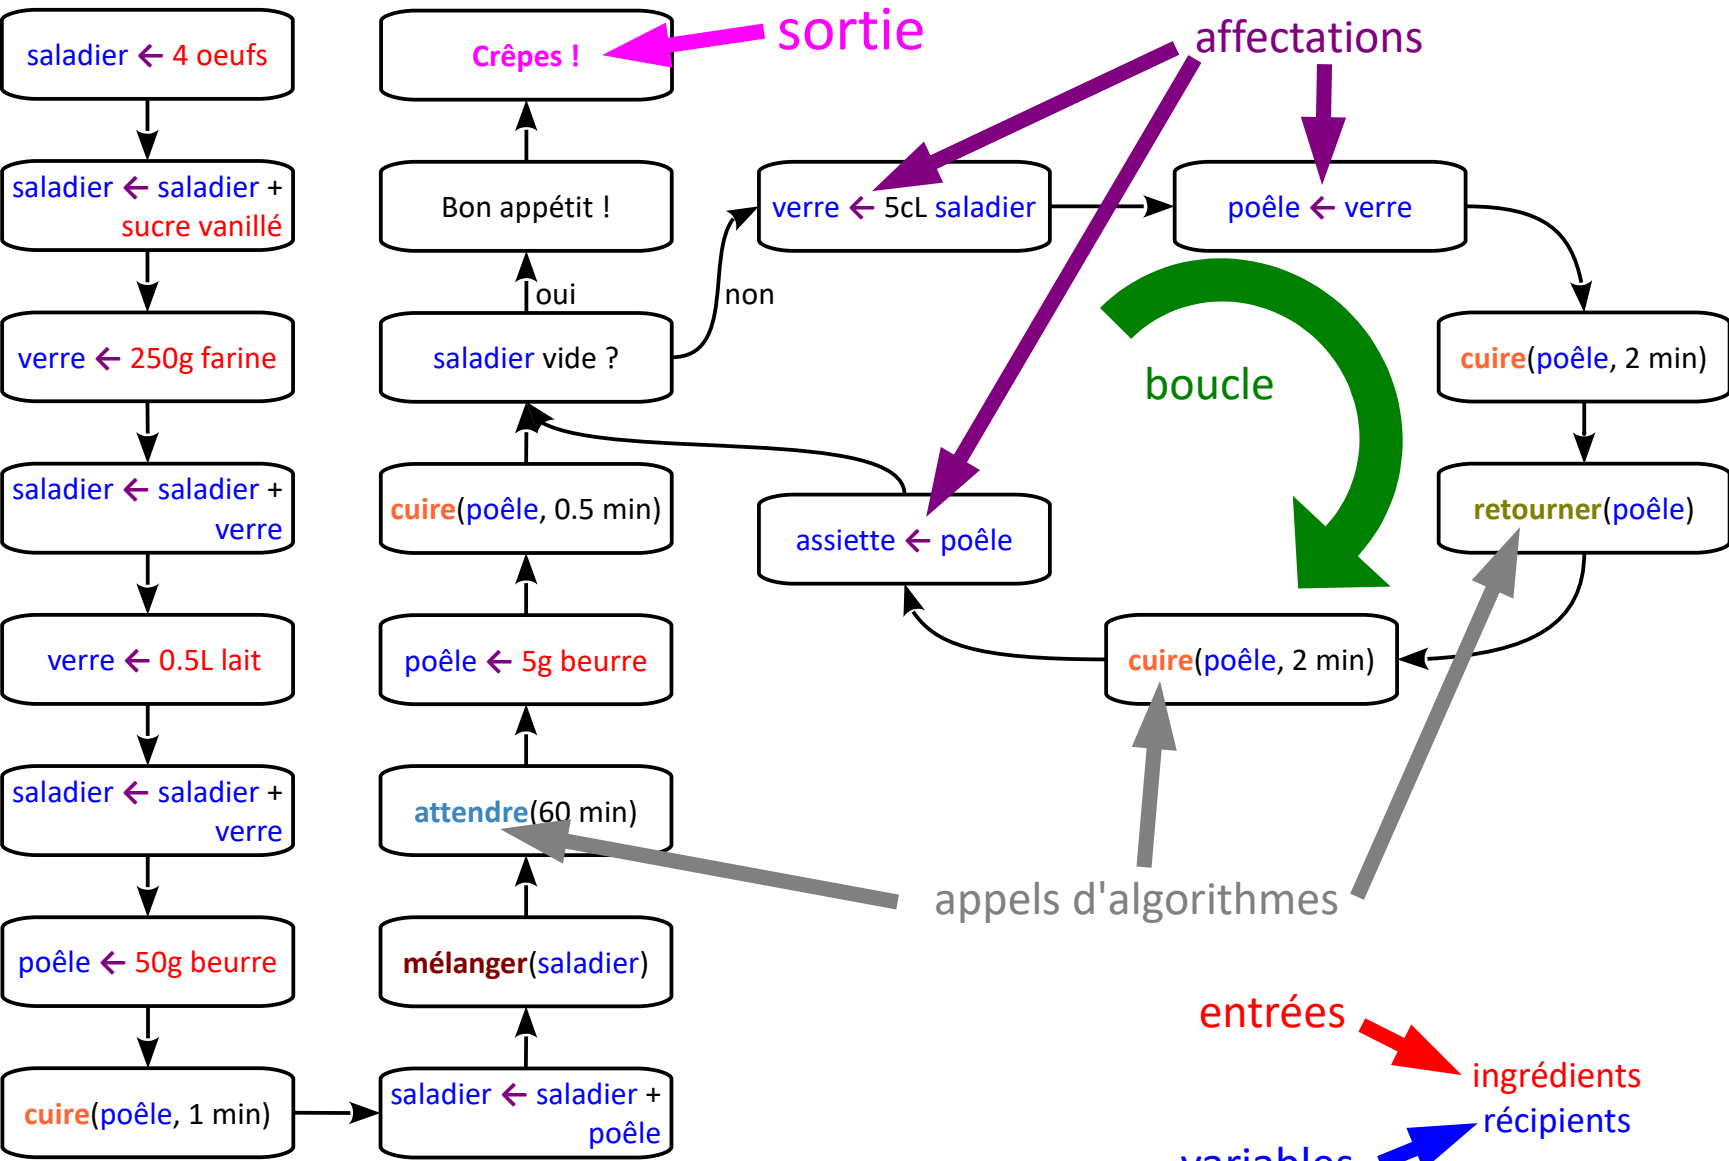 saladier ← 4 oeufs
saladier ← saladier +
sucre vanillé
verre ← 250g farine
saladier ← saladier +
verre
verre ← 0.5L lait
saladier ← saladier +
verre
poêle ← 50g beurre
cuire(poêle, 1 min)
saladier ← saladier +
poêle
mélanger(saladier)
attendre(60 min)
poêle ← 5g beurre
cuire(poêle, 0.5 min)
saladier vide ?
oui
non
Bon appétit !
Crêpes !
sortie
affectations
verre ← 5cL saladier
poêle ← verre
cuire(poêle, 2 min)
retourner(poêle)
cuire(poêle, 2 min)
assiette ← poêle
boucle
appels d'algorithmes
entrées
ingrédients
récipients
variables